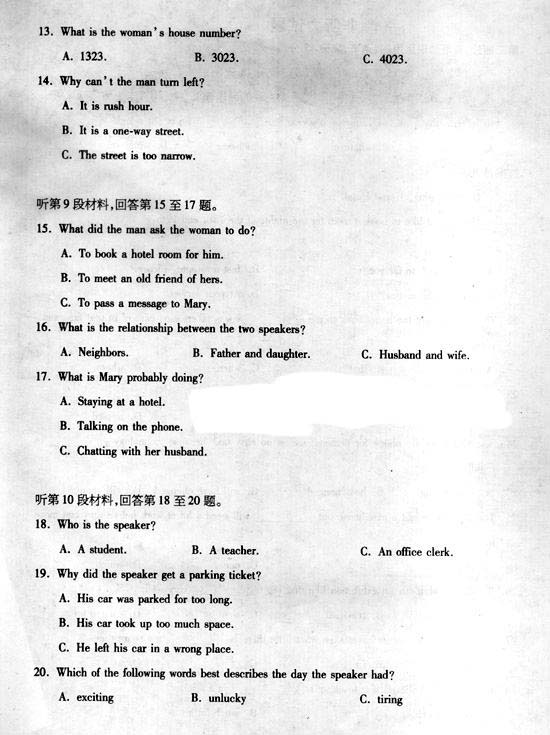 13. What is the woman's house number?
A. 1323. B. 3023. C. 4023.
14. Why can't the man turn left?
A. It is rush hour.
B. It is a one-way street.
C. The street is too narrow.
听第9段材料,回答第15至17题。
15. What did the man ask the woman to do?
A. To book a hotel room for him.
B. To meet an old friend of hers.
C. To pass a message to Mary.
16. What is the relationship between the two speakers?
A. Neighbors. B. Father and daughter. C. Husband and wife.
17. What is Mary probably doing?
A. Staying at a hotel.
B. Talking on the phone.
C. Chatting with her husband.
听第10段材料,回答第18至20题。
18. Who is the speaker?
A. A student. B. A teacher. C. An office clerk.
19. Why did the speaker get a parking ticket?
A. His car was parked for too long.
B. His car took up too much space.
C. He left his car in a wrong place.
20. Which of the following words best describes the day the speaker had?
A. exciting B. unlucky C. tiring